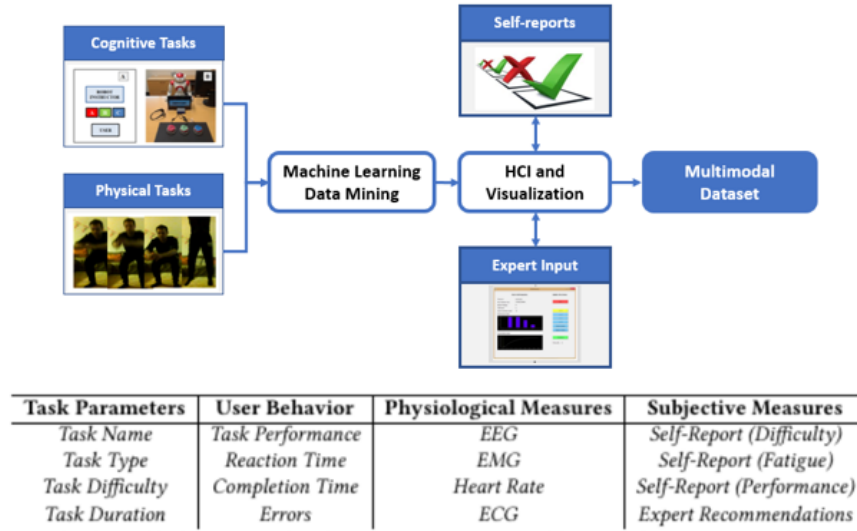 Cognitive Tasks
A
B
ROBOT
INSTRUCTOR
A B C
USER
Physical Tasks
Machine Learning
Data Mining
Self-reports
HCI and
Visualization
Expert Input
Multimodal
Dataset
Task Parameters User Behavior Physiological Measures Subjective Measures
Task Name Task Performance EEG Self-Report (Difficulty)
Task Type Reaction Time EMG Self-Report (Fatigue)
Task Difficulty Completion Time Heart Rate Self-Report (Performance)
Task Duration Errors ECG Expert Recommendations